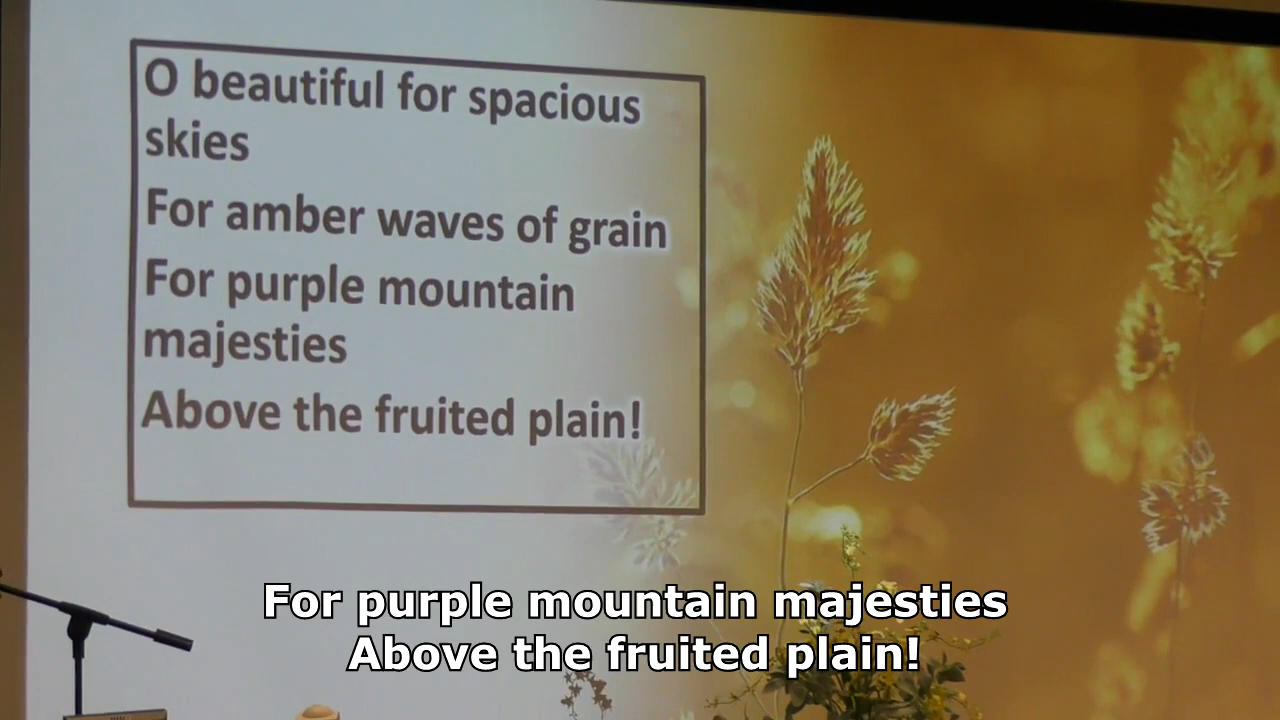 O beautiful for spacious
skies
For amber waves of grain
For purple mountain
majesties
Above the fruited plain!
For purple mountain majesties
Above the fruited plain!